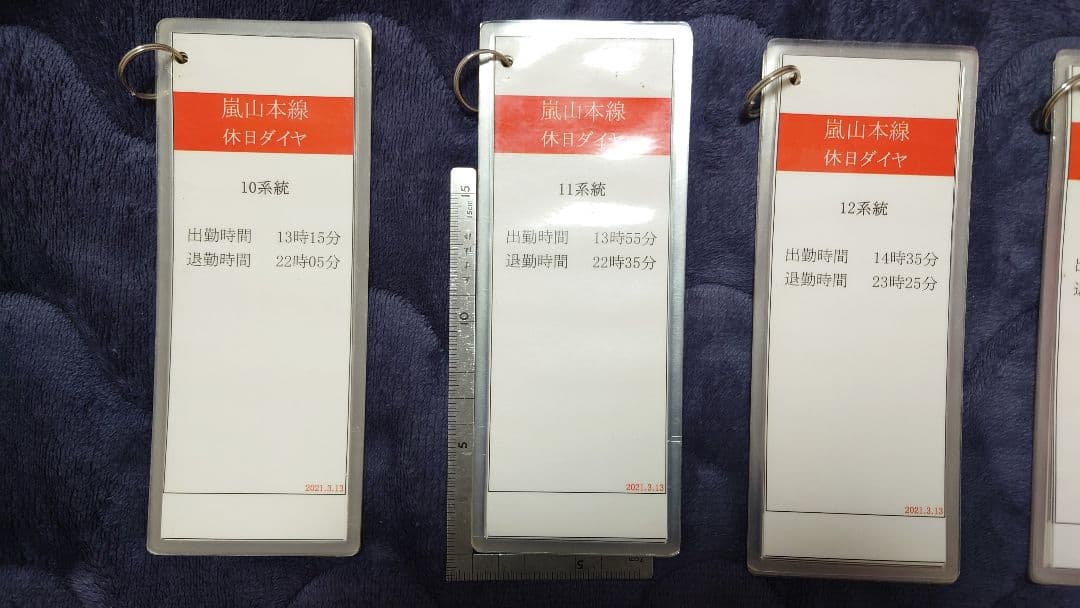 嵐山本線
休日ダイヤ
10系統
出勤時間 13時15分
退勤時間 22時05分
2021.3.13
嵐山本線
休日ダイヤ
11系統
出勤時間 13時55分
退勤時間 22時35分
2021.3.13
15
15cm
10
5
5
嵐山本線
休日ダイヤ
12系統
出勤時間 14時35分
退勤時間 23時25分
2021.3.13